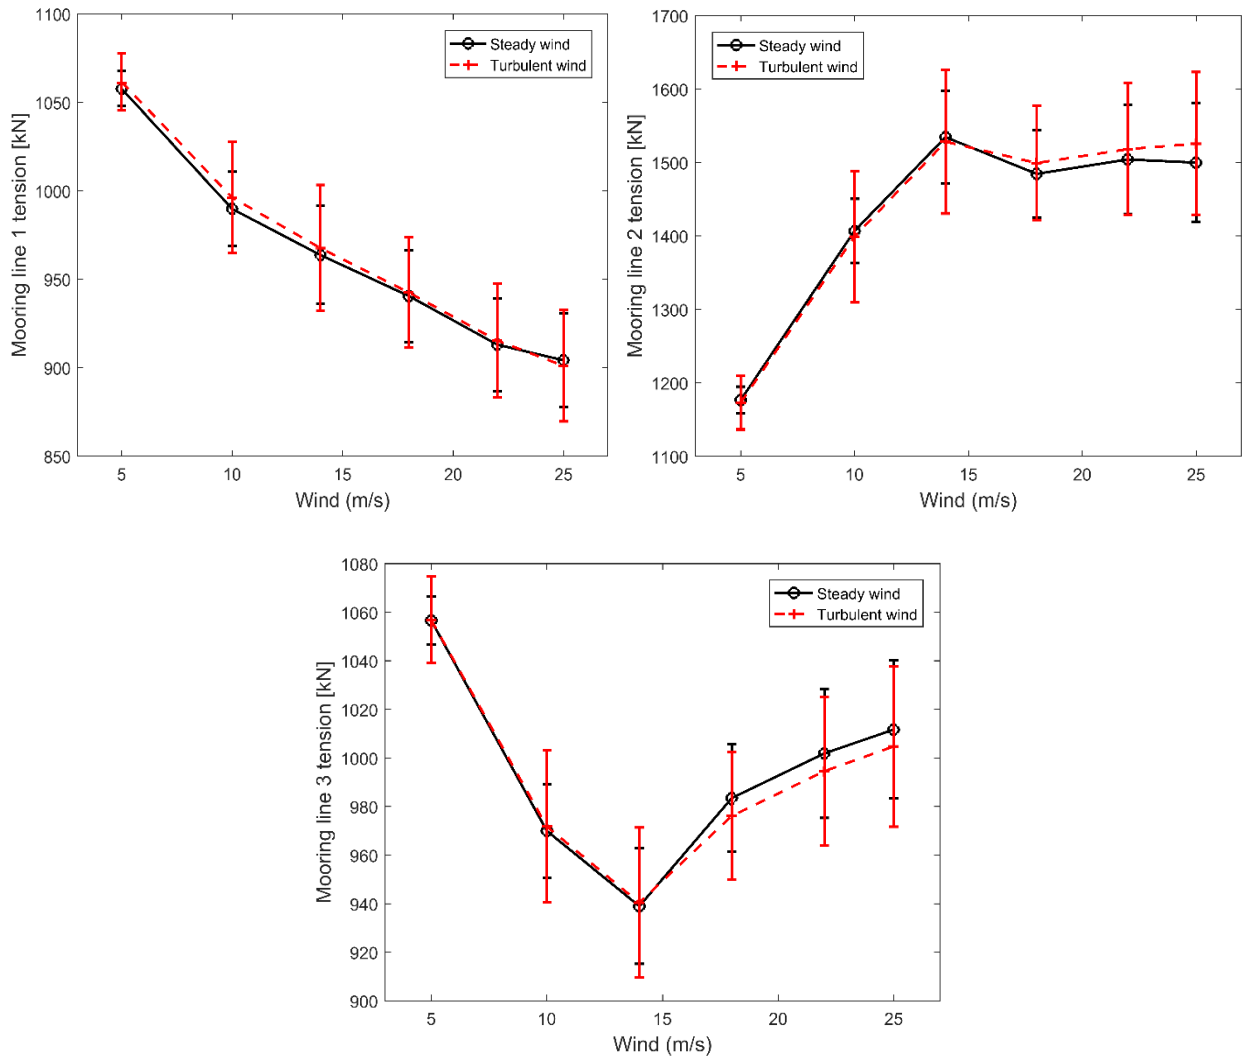 1100
1050
1000
950
900
850
Mooring line 1 tension [kN]
5 10 15 20 25
Wind (m/s)
Steady wind
Turbulent wind
1700
1600
1500
1400
1300
1200
1100
Mooring line 2 tension [kN]
5 10 15 20 25
Wind (m/s)
Steady wind
Turbulent wind
1080
1060
1040
1020
1000
980
960
940
920
900
Mooring line 3 tension [kN]
5 10 15 20 25
Wind (m/s)
Steady wind
Turbulent wind